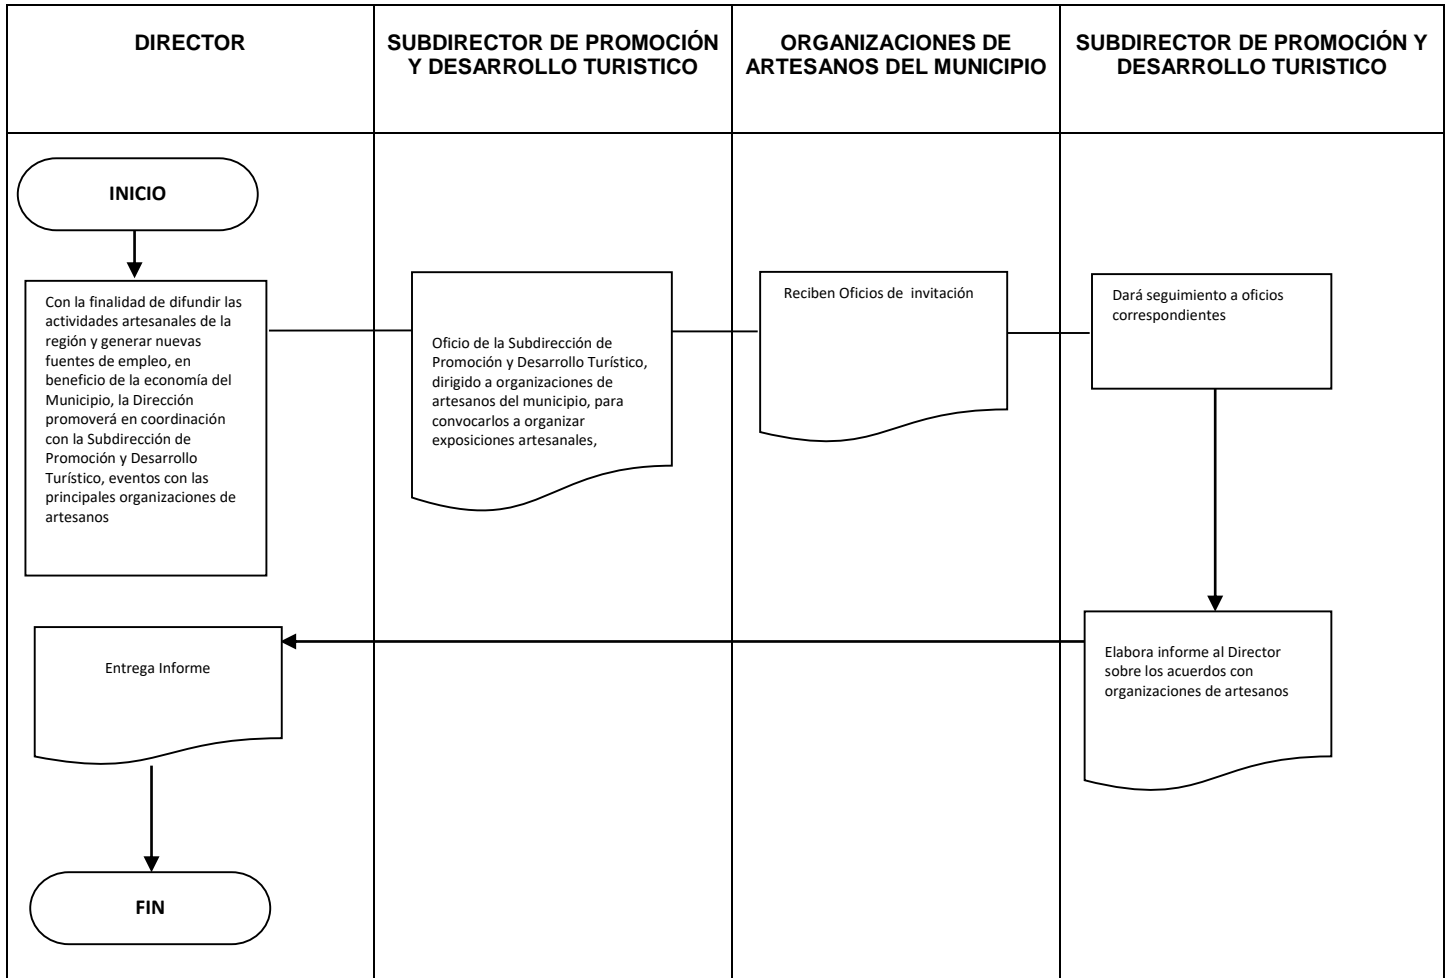 DIRECTOR
SUBDIRECTOR DE PROMOCIÓN
Y DESARROLLO TURISTICO
ORGANIZACIONES DE
ARTESANOS DEL MUNICIPIO
SUBDIRECTOR DE PROMOCIÓN Y
DESARROLLO TURISTICO
INICIO
Con la finalidad de difundir las
actividades artesanales de la
región y generar nuevas
fuentes de empleo, en
beneficio de la economía del
Municipio, la Dirección
promoverá en coordinación
con la Subdirección de
Promoción y Desarrollo
Turístico, eventos con las
principales organizaciones de
artesanos
Oficio de la Subdirección de
Promoción y Desarrollo Turístico,
dirigido a organizaciones de
artesanos del municipio, para
convocarlos a organizar
exposiciones artesanales,
Reciben Oficios de invitación
Dará seguimiento a oficios
correspondientes
Elabora informe al Director
sobre los acuerdos con
organizaciones de artesanos
Entrega Informe
FIN